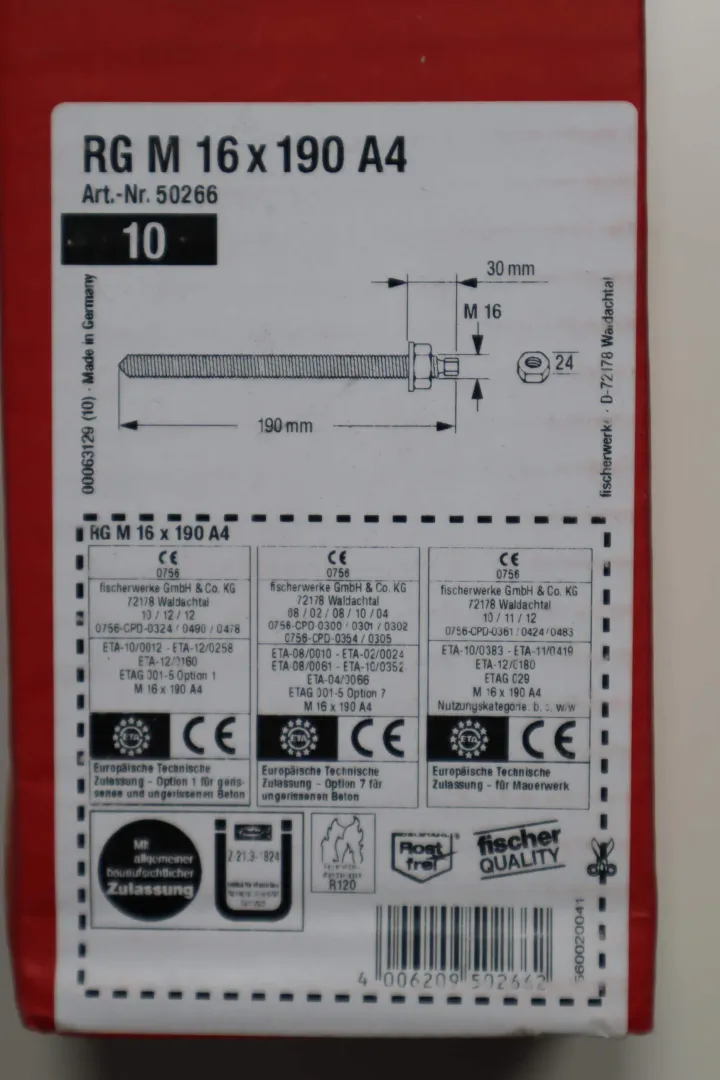 RG M 16 x 190 A4
Art.-Nr. 50266
10
00063129 (10) · Made in Germany
30 mm
M 16
24
190 mm
fischerwerke · D-72178 Waldachtal
RG M 16 x 190 A4
CE
0756
fischerwerke GmbH & Co. KG
72178 Waldachtal
10 / 12 / 12
0756-CPD-0324 / 0490 / 0478
ETA-10/0012 - ETA-12/0258
ETA-12/0160
ETAG 001-5 Option 1
M 16 x 190 A4
ETA
CE
Europäische Technische
Zulassung - Option 1 für geris-
senen und ungerissenen Beton
CE
0756
fischerwerke GmbH & Co. KG
72178 Waldachtal
08 / 02 / 08 / 10 / 04
0756-CPD-0300 / 0301 / 0302
0756-CPD-0354 / 0305
ETA-08/0010 - ETA-02/0024
ETA-08/0061 - ETA-10/0352
ETA-04/0066
ETAG 001-5 Option 7
M 16 x 190 A4
ETA
CE
Europäische Technische
Zulassung - Option 7 für
ungerissenen Beton
CE
0756
fischerwerke GmbH & Co. KG
72178 Waldachtal
10 / 11 / 12
0756-CPD-0361 / 0424 / 0483
ETA-10/0383 - ETA-11/0419
ETA-12/0180
ETAG 029
M 16 x 190 A4
Nutzungskategorie: b, c, w/w
ETA
CE
Europäische Technische
Zulassung - für Mauerwerk
Mit
allgemeiner
bauaufsichtlicher
Zulassung
Z-21.3-1824
R120
Rost
frei
fischer
QUALITY
560020041
4 006209 502662